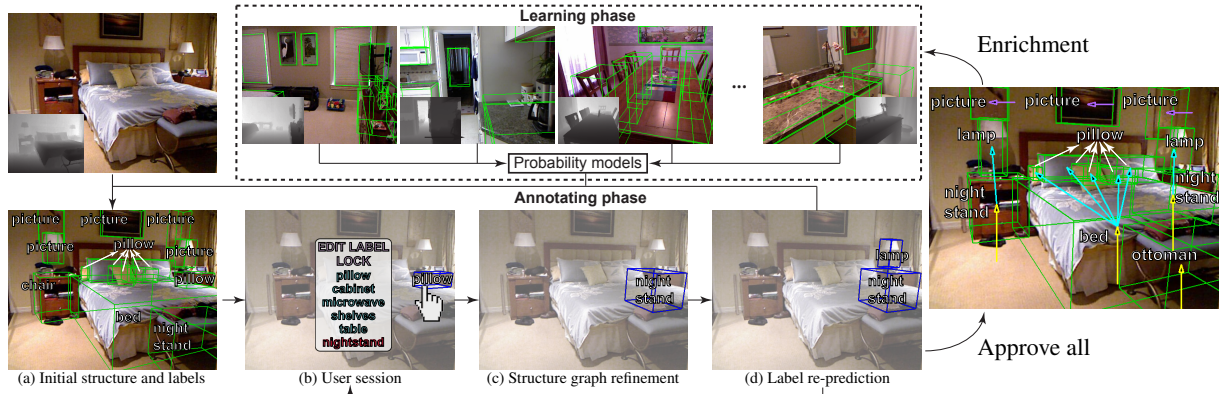 Learning phase
...
Probability models
Annotating phase
Enrichment
picture
picture
picture
picture
pillow
picture
chair
pillow
bed
night
stand
(a) Initial structure and labels
EDIT LABEL
LOCK
pillow
cabinet
microwave
shelves
table
nightstand
pillow
(b) User session
night
stand
(c) Structure graph refinement
lamp
night
stand
(d) Label re-prediction
picture
picture
picture
lamp
pillow
lamp
night
stand
night
stand
bed
ottoman
Approve all